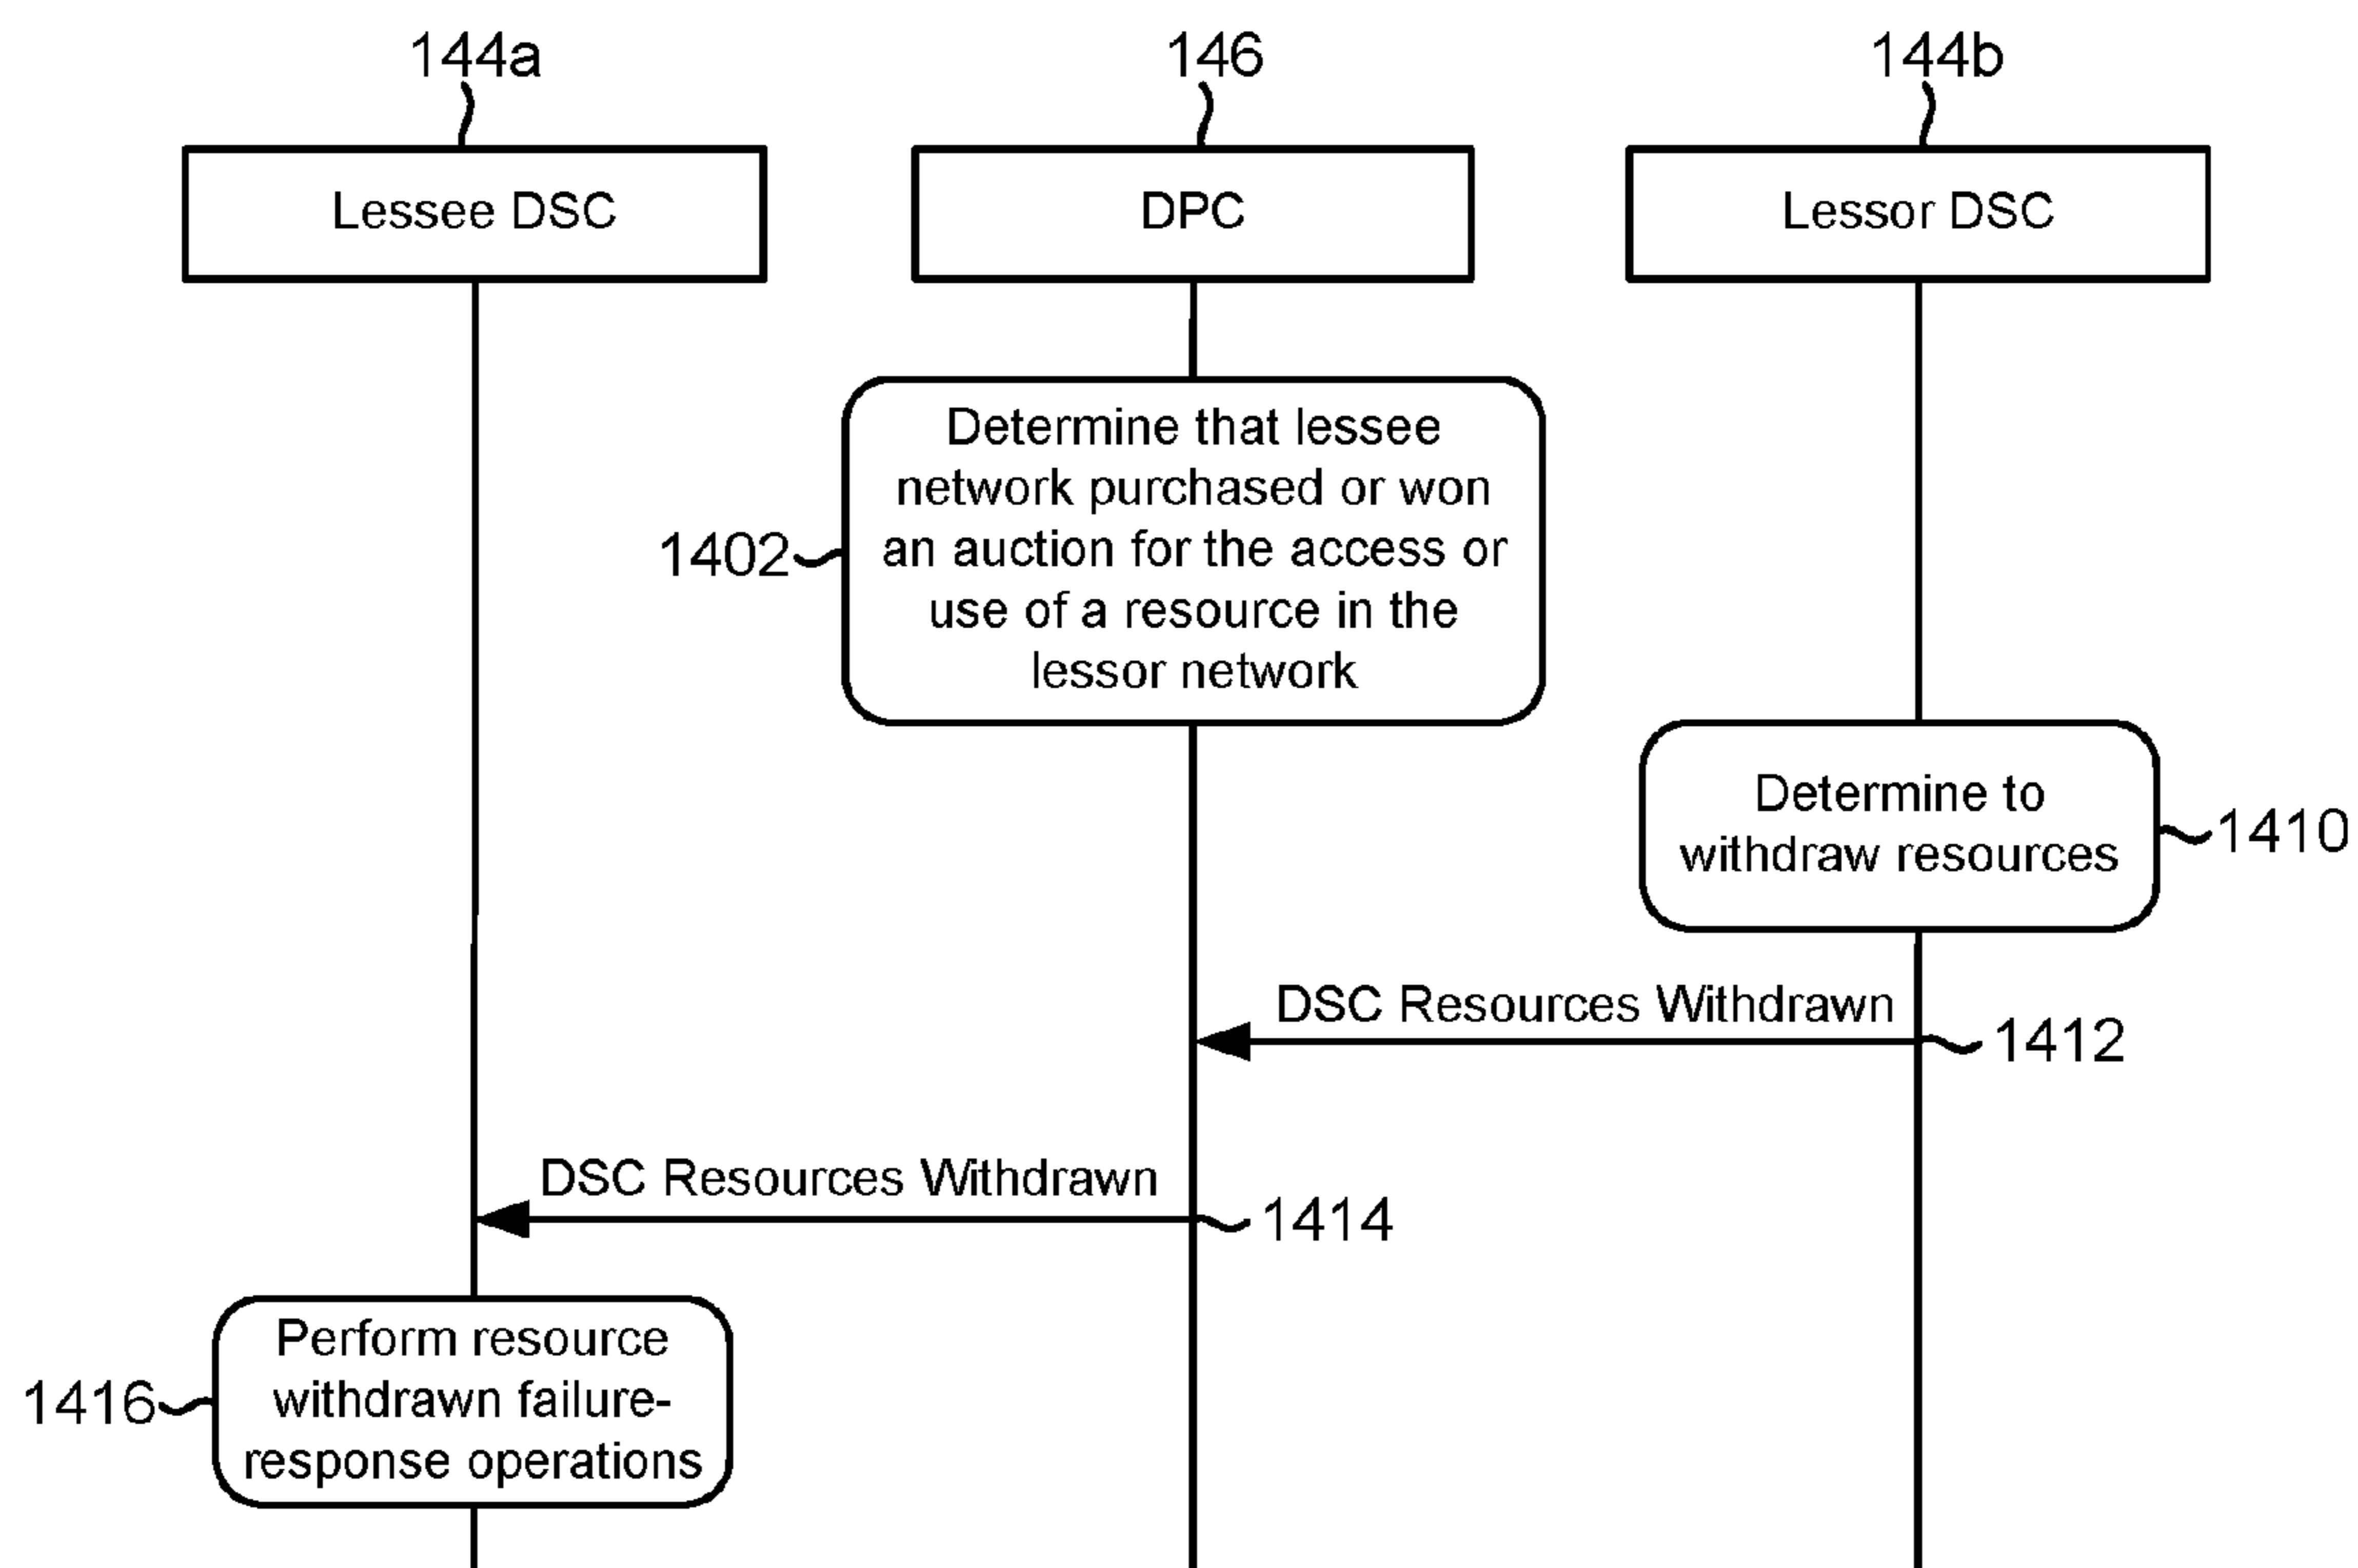 144a
146
144b
Lessee DSC
DPC
Lessor DSC
Determine that lessee
network purchased or won
an auction for the access or
use of a resource in the
lessor network
1402
Determine to
withdraw resources
1410
DSC Resources Withdrawn
1412
DSC Resources Withdrawn
1414
Perform resource
withdrawn failure-
response operations
1416